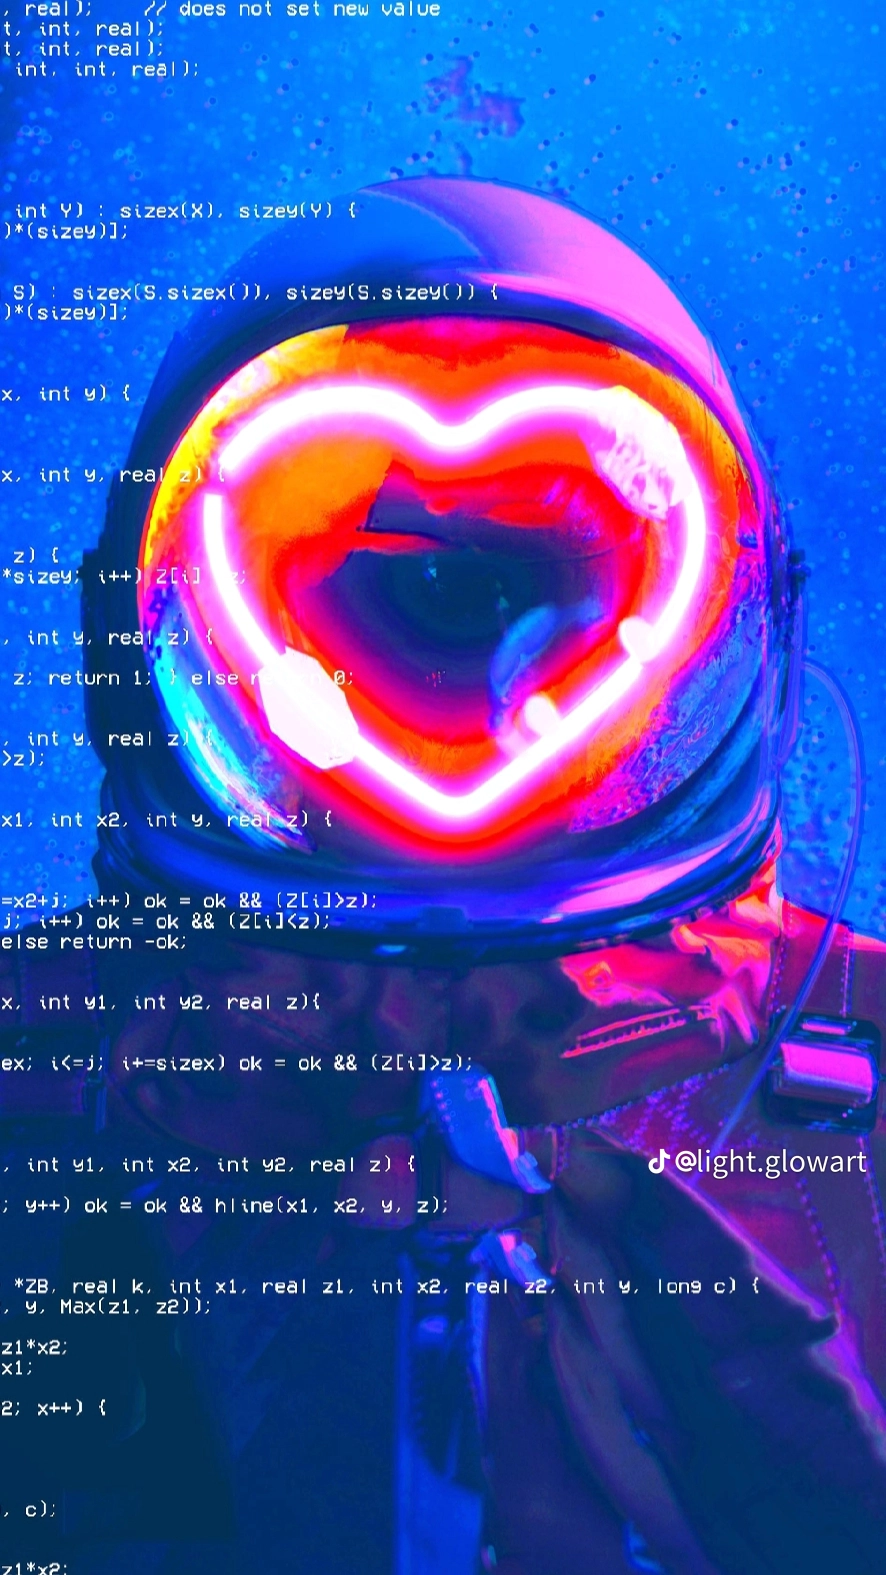 , real);    // does not set new value
t, int, real);
t, int, real);
int, int, real);
int Y) : sizex(X), sizey(Y) {
)*(sizey)];
S) : sizex(S.sizex()), sizey(S.sizey()) {
)*(sizey)];
x, int y) {
x, int y, real z) {
z) {
*sizey; i++) Z[i] z;
, int y, real z) {
z; return 1; } else return 0;
, int y, real z) {
>z);
x1, int x2, int y, real z) {
=x2+j; i++) ok = ok && (Z[i]>z);
j; i++) ok = ok && (Z[i]<z);
else return -ok;
x, int y1, int y2, real z){
ex; i<=j; i+=sizex) ok = ok && (Z[i]>z);
, int y1, int x2, int y2, real z) {
@light.glowart
; y++) ok = ok && hline(x1, x2, y, z);
*ZB, real k, int x1, real z1, int x2, real z2, int y, long c) {
, y, Max(z1, z2));
z1*x2;
x1;
2; x++) {
, c);
z1*x2;